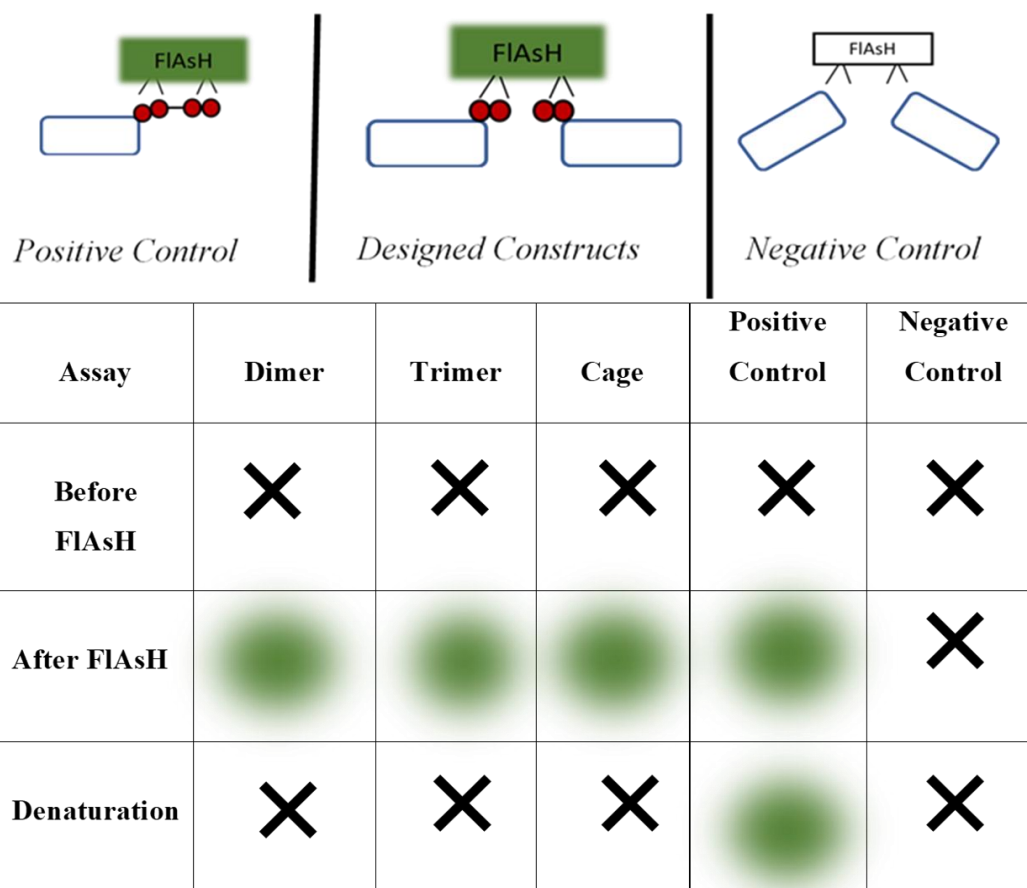 FlAsH
FlAsH
FlAsH
Positive Control
Designed Constructs
Negative Control
Assay
Dimer
Trimer
Cage
Positive
Control
Negative
Control
Before
FlAsH
After FlAsH
Denaturation